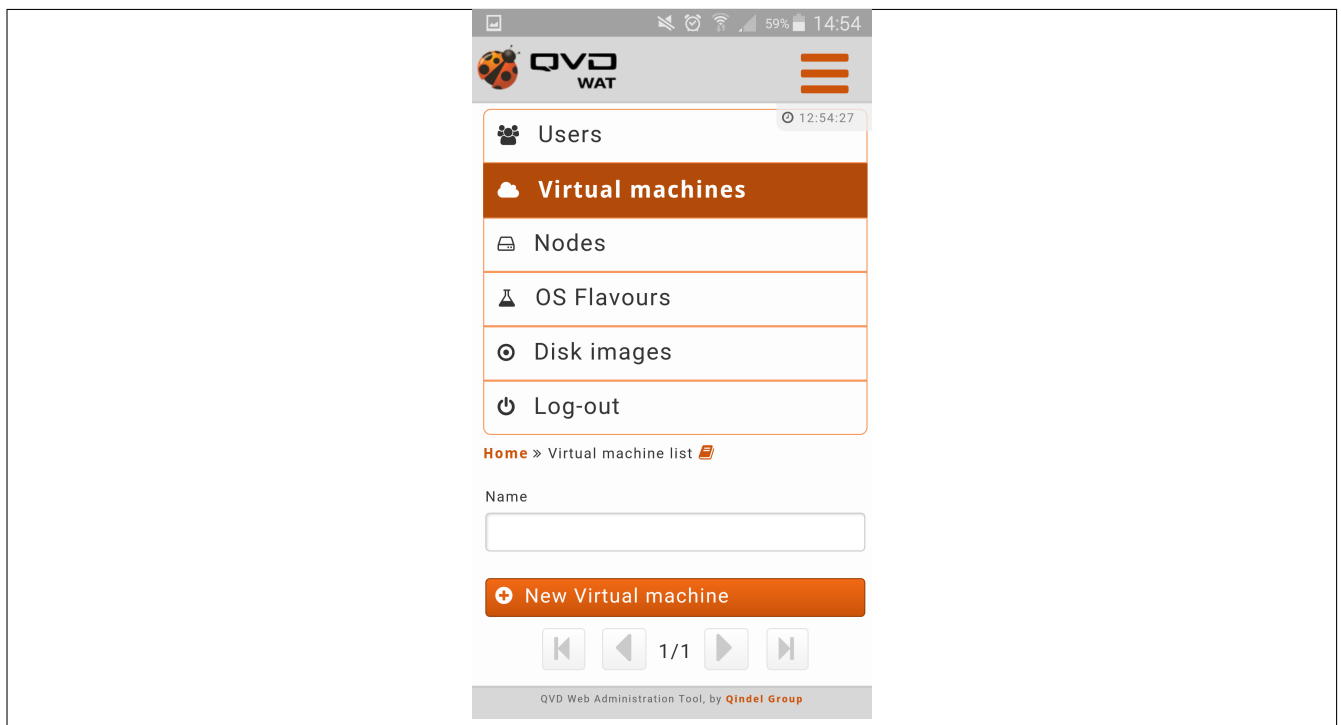 59% 14:54
QVD
WAT
12:54:27
Users
Virtual machines
Nodes
OS Flavours
Disk images
Log-out
Home » Virtual machine list
Name
New Virtual machine
1/1
QVD Web Administration Tool, by Qindel Group